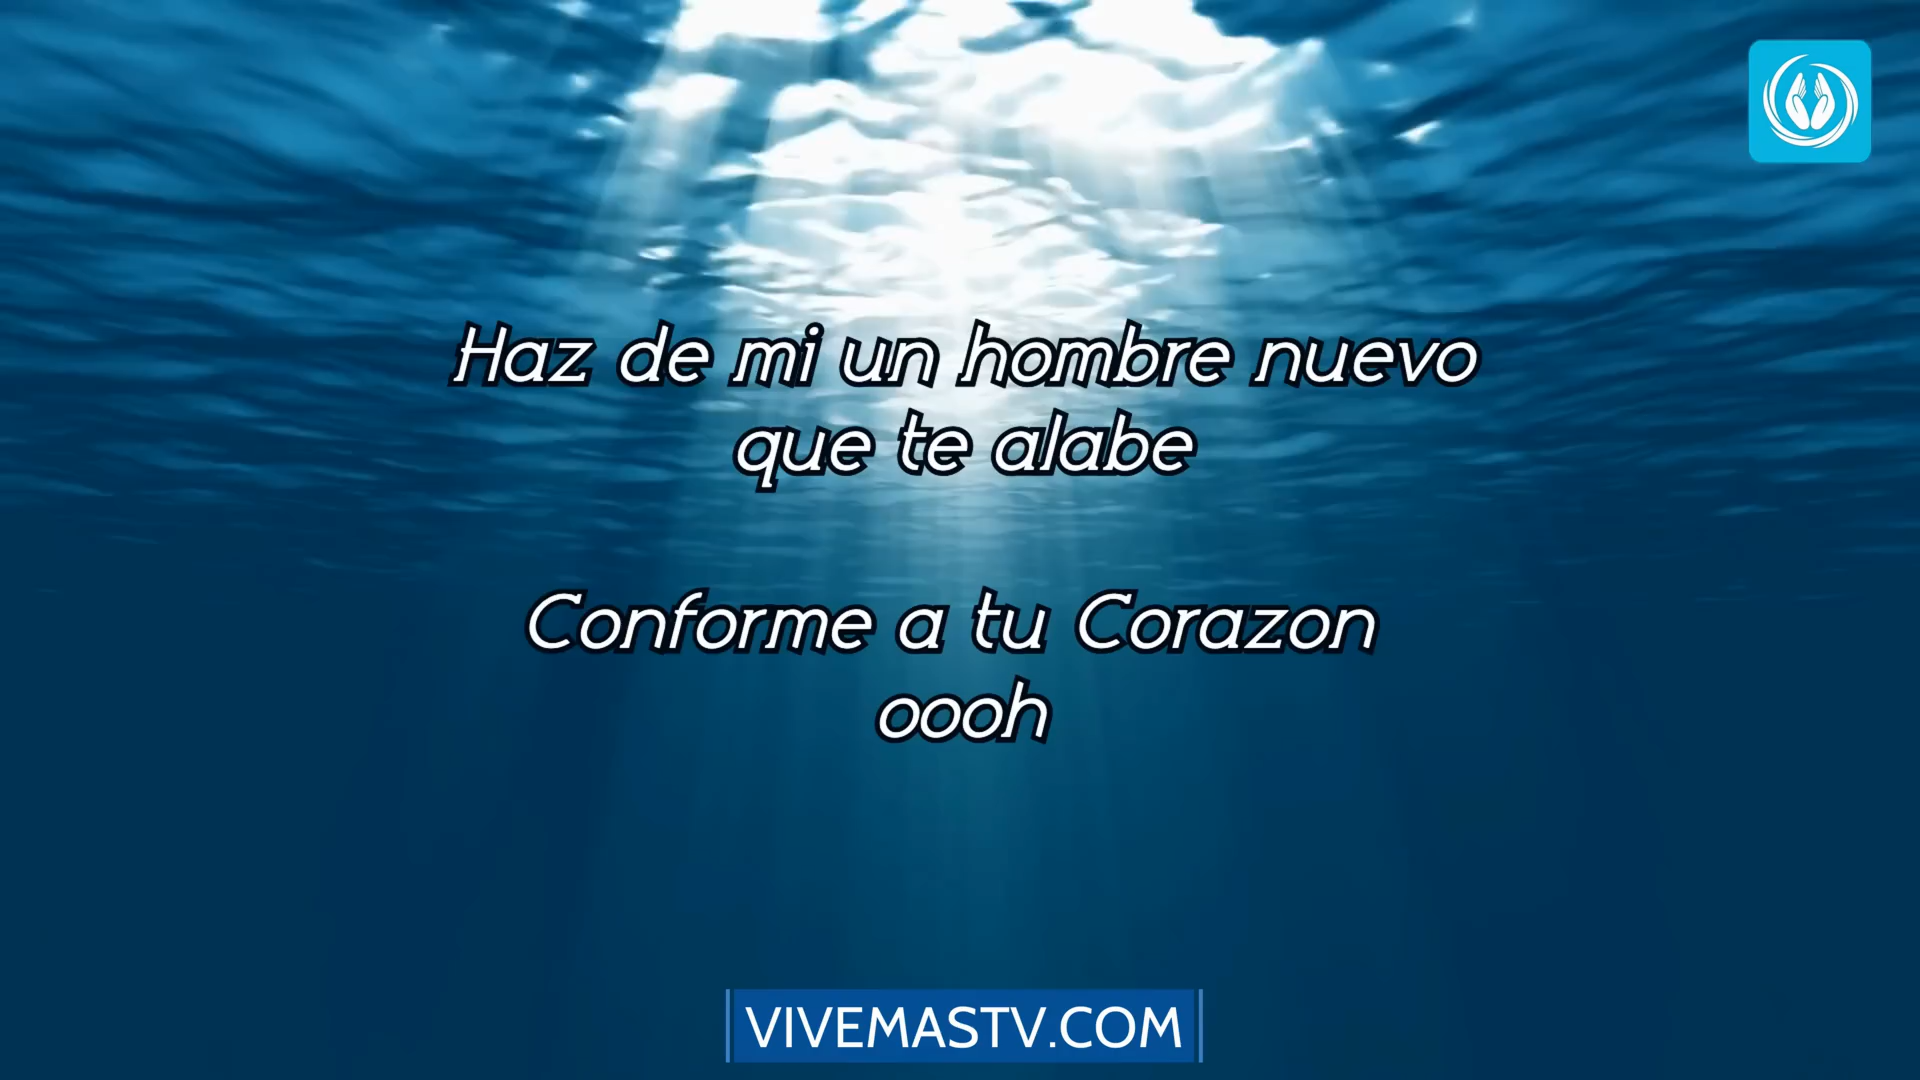 Haz de mi un hombre nuevo
que te alabe
Conforme a tu Corazon
oooh
VIVEMASTV.COM